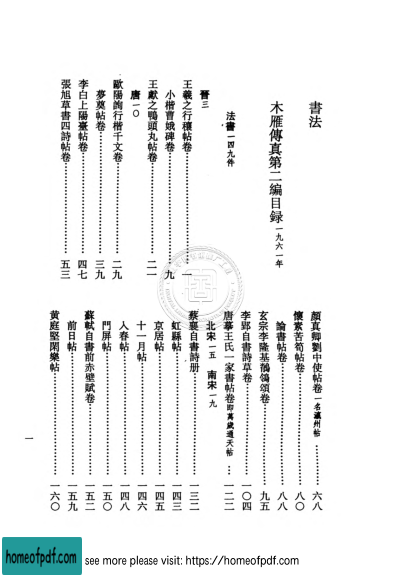 書法
木雁傳真第二編目録 一九六一年
法書一四九件
晉三
王羲之行穰帖卷……一
小楷曹娥碑卷……九
王獻之鴨頭丸帖卷……二一
唐一〇
歐陽詢行楷千文卷……二九
夢奠帖卷……三九
李白上陽臺帖卷……四七
張旭草書四詩帖卷……五三
顏真卿劉中使帖卷 一名瀛州帖……六八
懷素苦筍帖卷……八〇
論書帖卷……八八
玄宗李隆基鶺鴒頌卷……九五
李郢自書詩草卷……一〇四
唐摹王氏一家書帖卷 即萬歲通天帖……一二二
北宋一五 南宋一九
蔡襄自書詩册……一三二
虹縣帖……一四三
京居帖……一四五
十一月帖……一四六
入春帖……一四八
門屏帖……一五〇
蘇軾自書前赤壁賦卷……一五二
前日帖……一五九
黄庭堅閑樂帖……一六〇
一
homeofpdf.com
see more please visit: https://homeofpdf.com